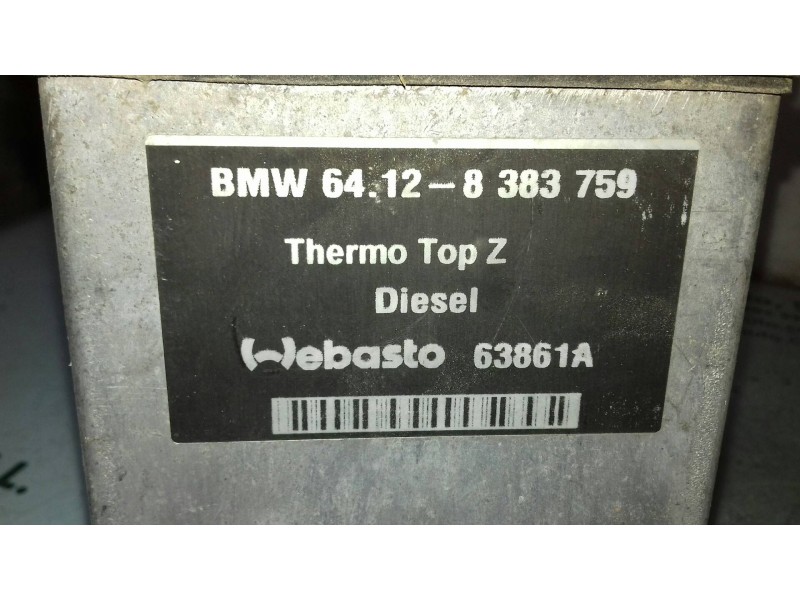 BMW 64.12-8 383 759
Thermo Top Z
Diesel
Webasto 63861A